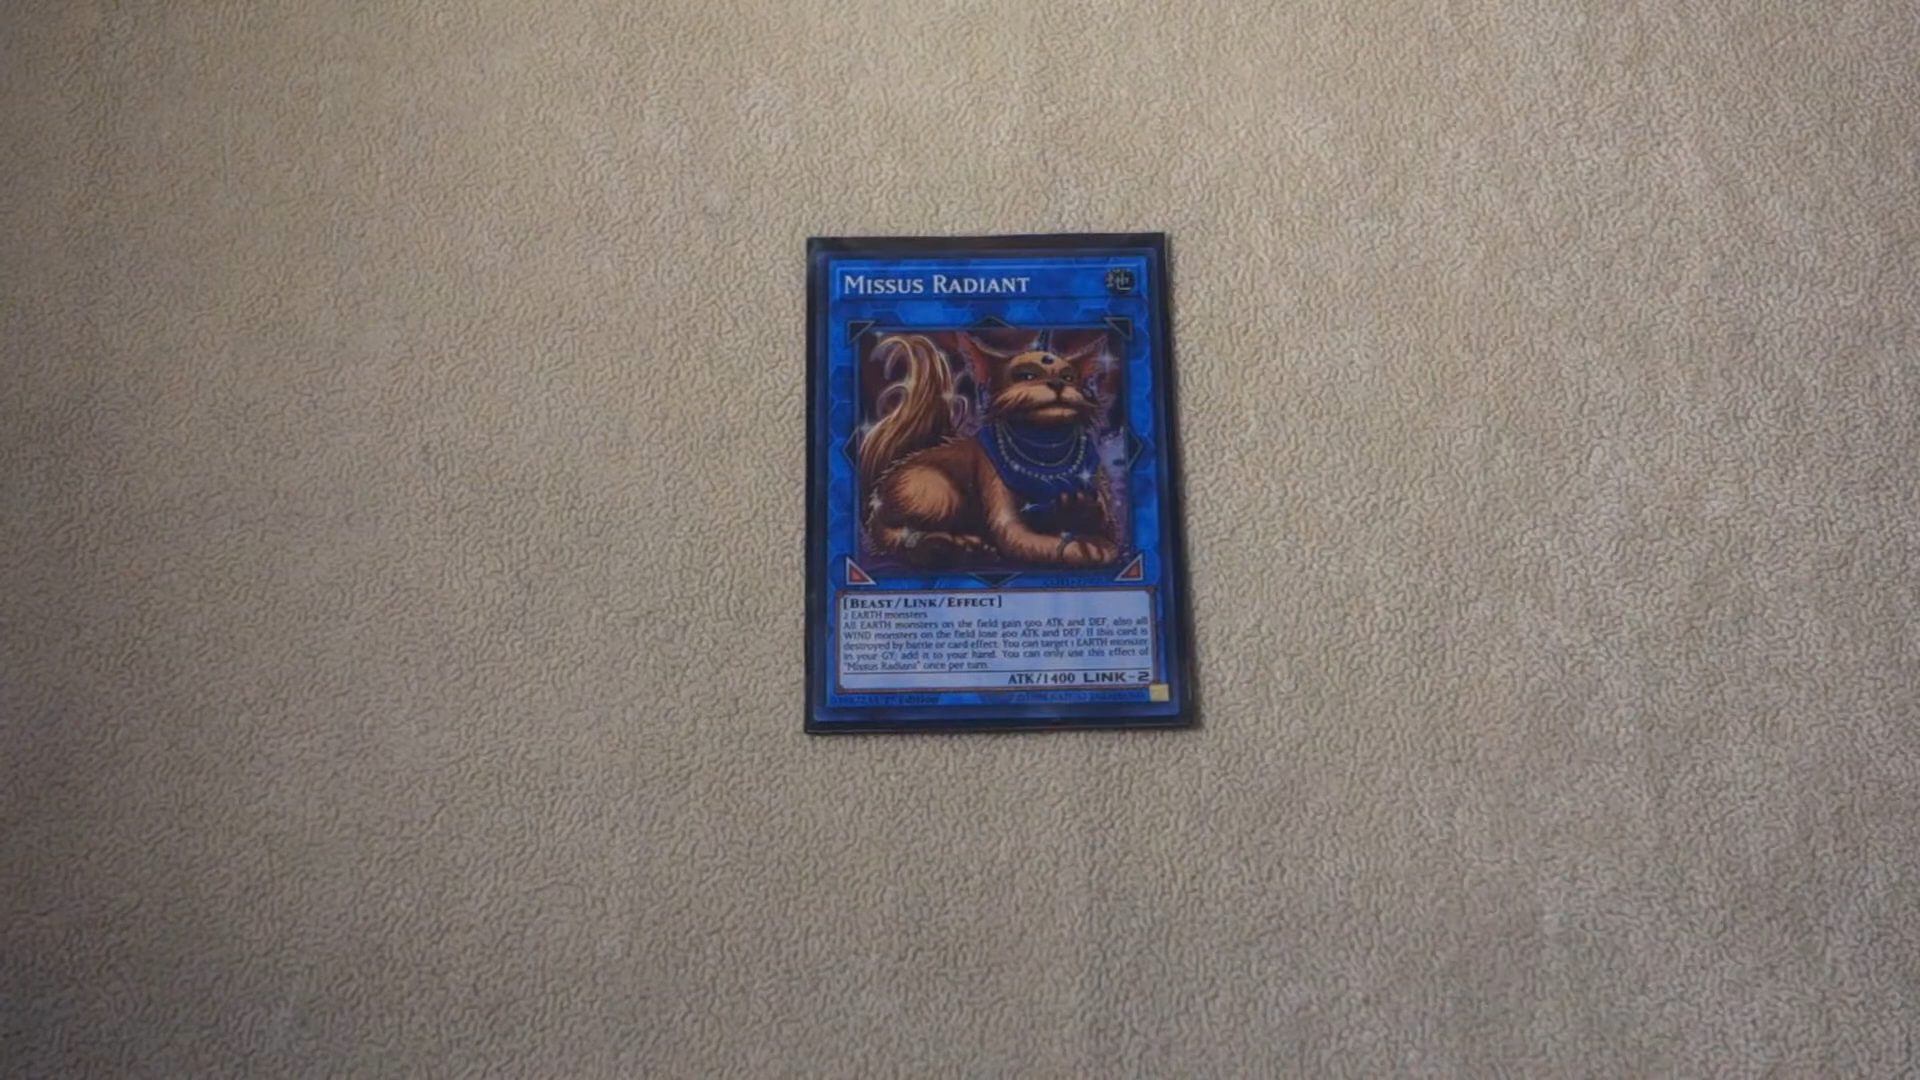 MISSUS RADIANT
地
[BEAST/LINK/EFFECT]
2 EARTH monsters
All EARTH monsters on the field gain 500 ATK and DEF, also all
WIND monsters on the field lose 400 ATK and DEF. If this card is
destroyed by battle or card effect: You can target 1 EARTH monster
in your GY; add it to your hand. You can only use this effect of
"Missus Radiant" once per turn.
ATK/1400 LINK-2
1st Edition